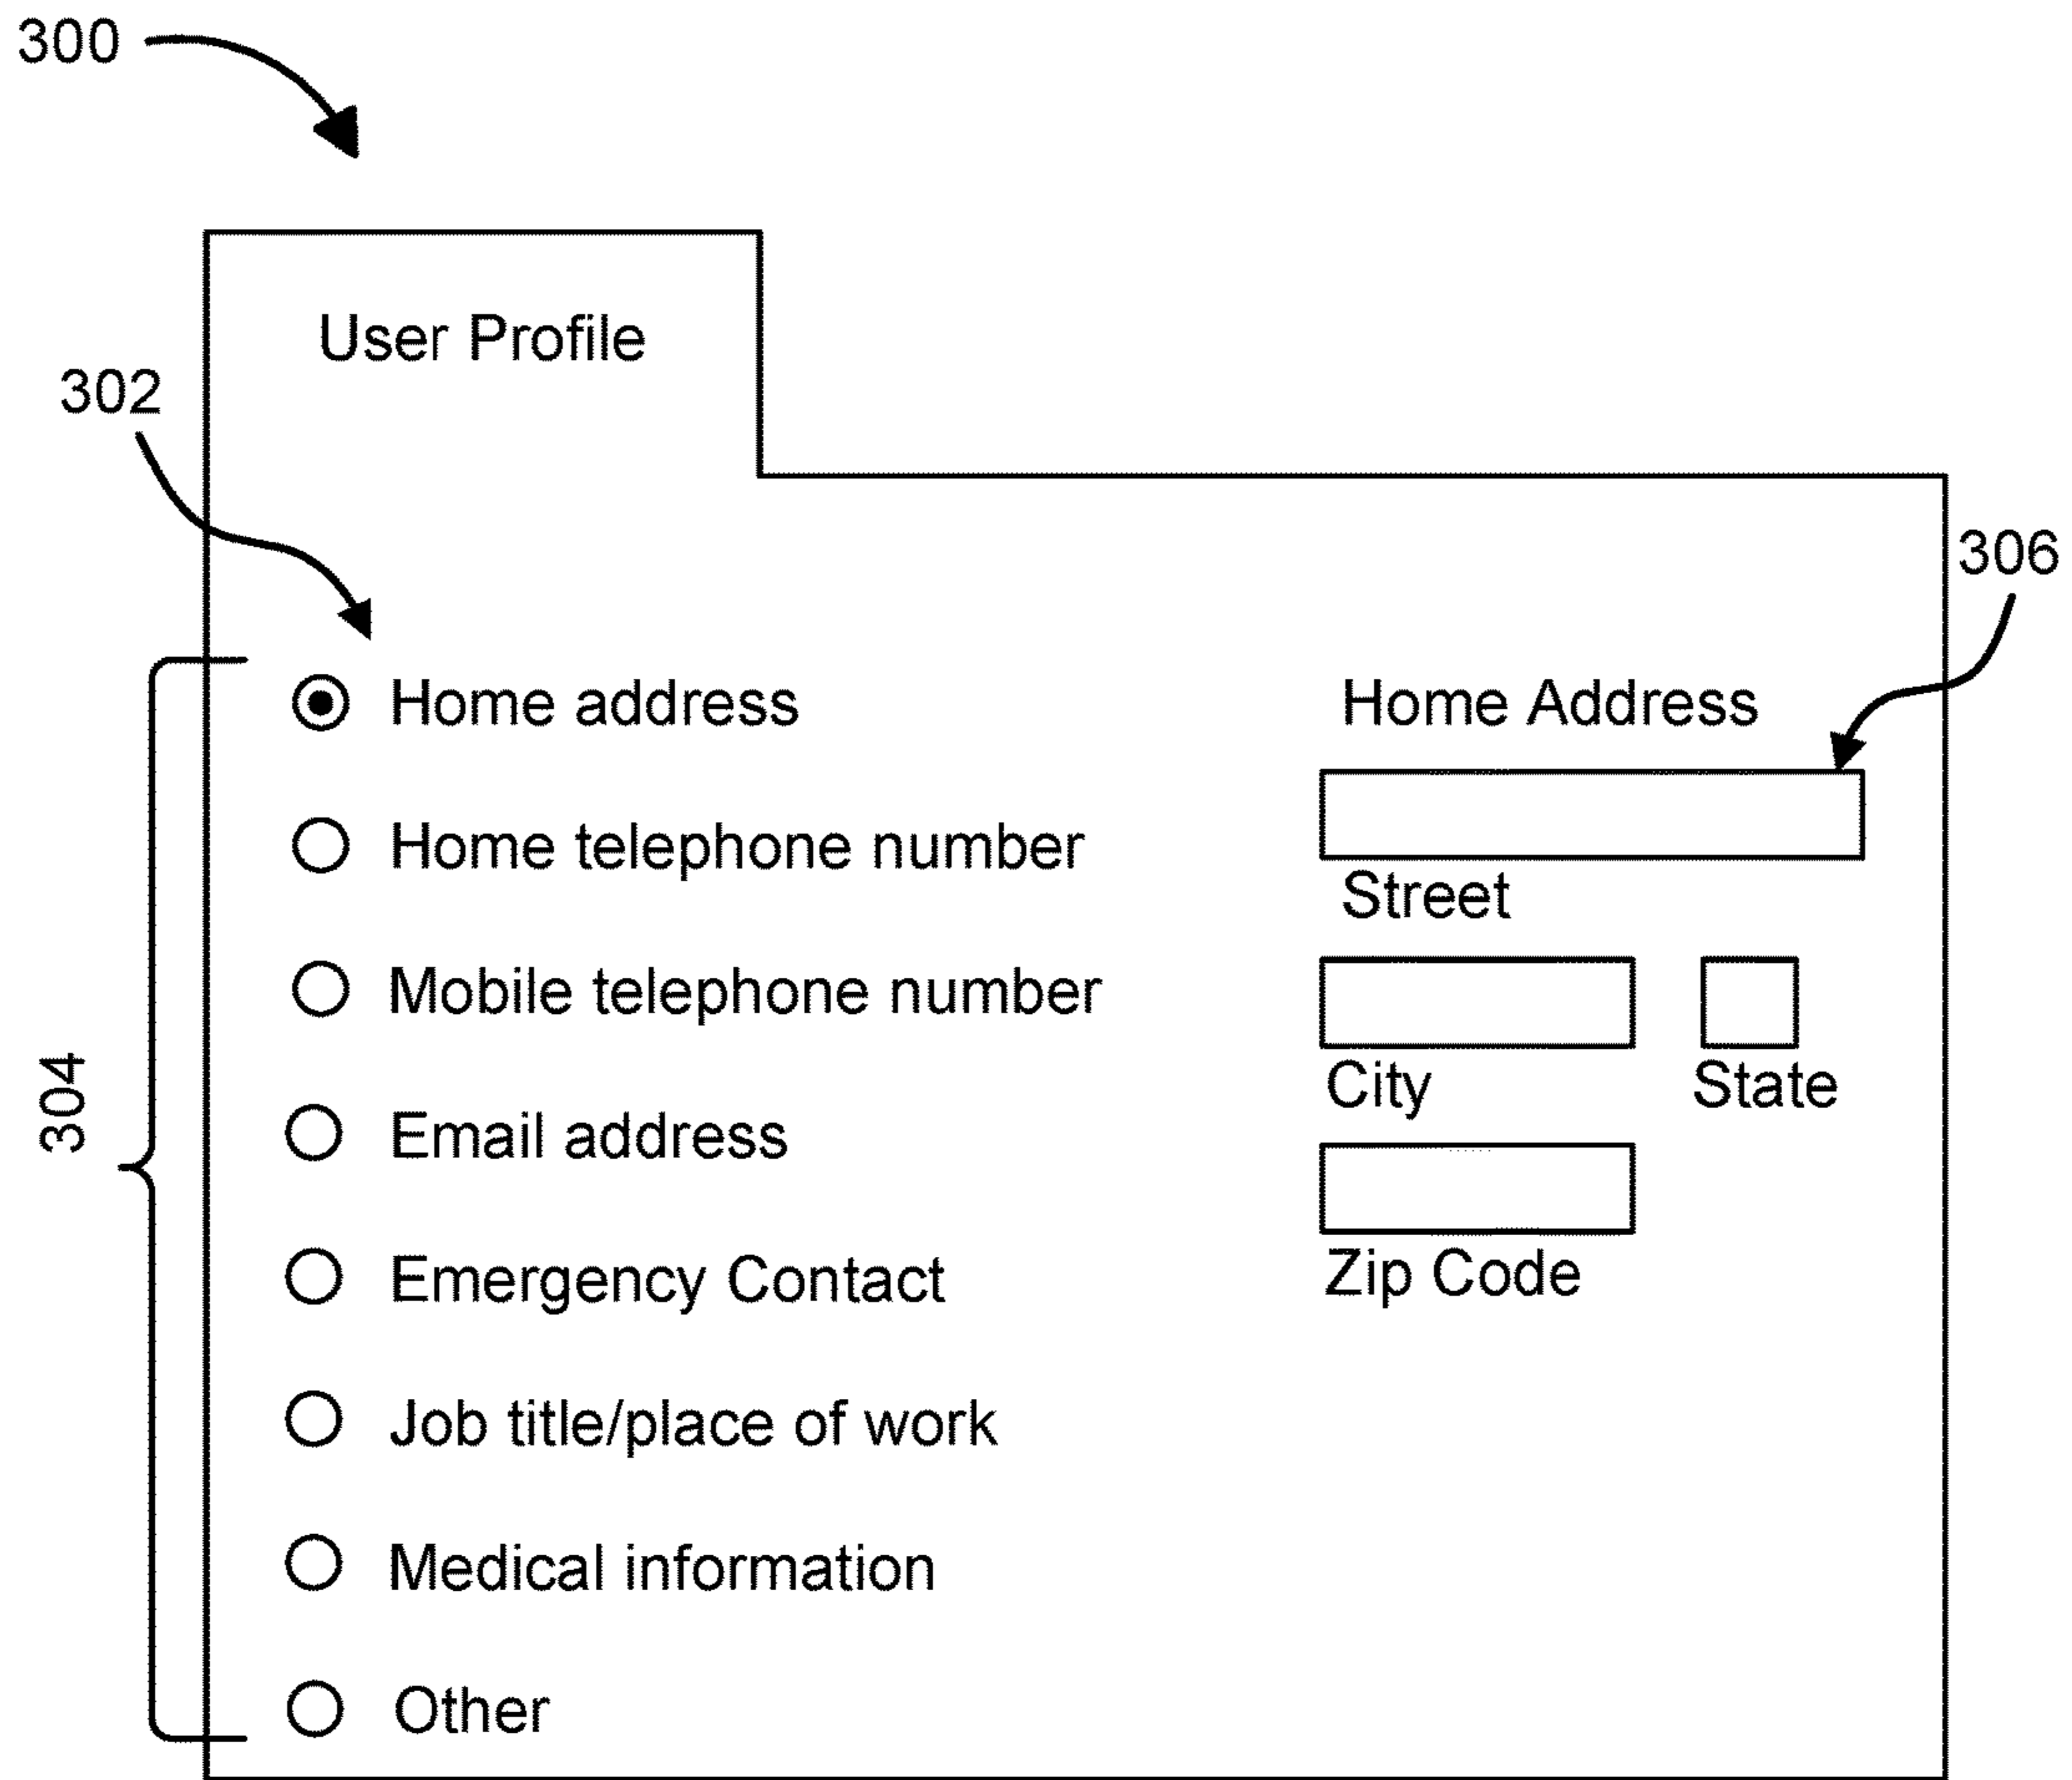 300
User Profile
302
306
304
Home address
Home telephone number
Mobile telephone number
Email address
Emergency Contact
Job title/place of work
Medical information
Other
Home Address
Street
City
State
Zip Code